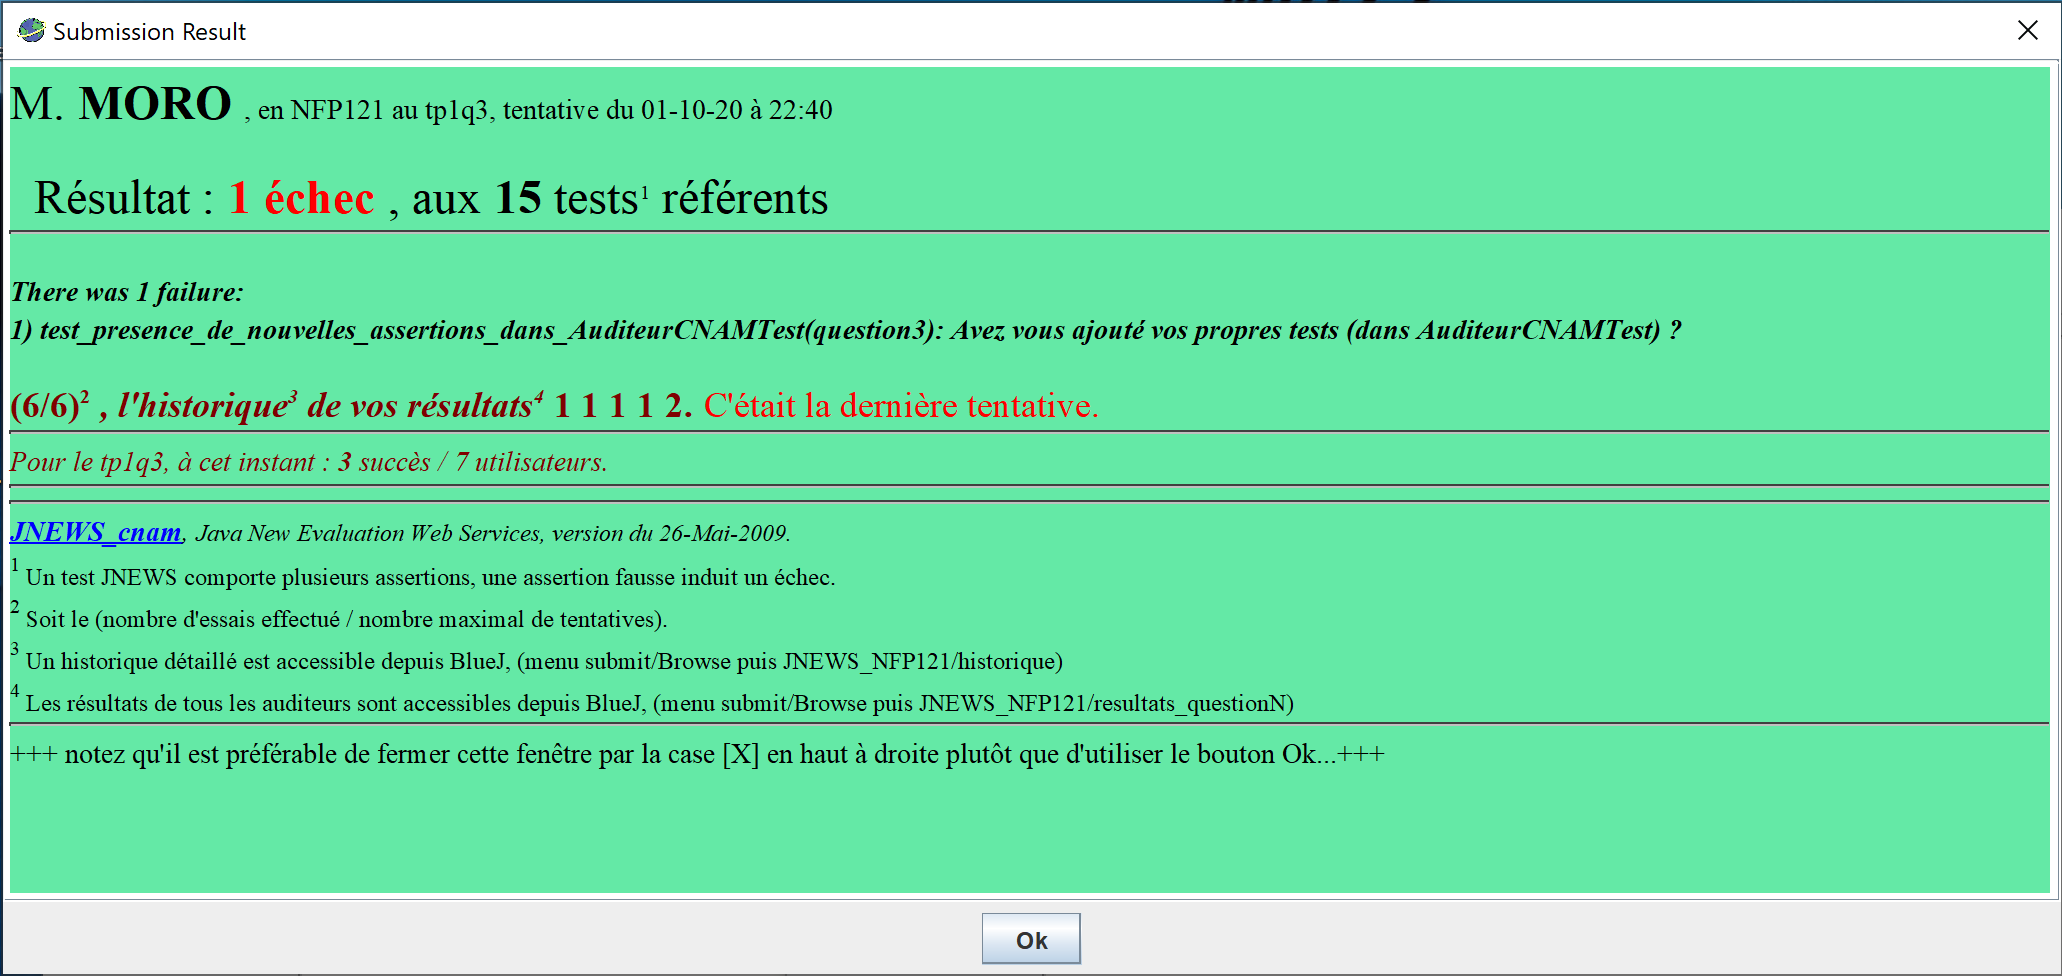 Submission Result
M. MORO , en NFP121 au tp1q3, tentative du 01-10-20 à 22:40
Résultat : 1 échec , aux 15 tests¹ référents
There was 1 failure:
1) test_presence_de_nouvelles_assertions_dans_AuditeurCNAMTest(question3): Avez vous ajouté vos propres tests (dans AuditeurCNAMTest) ?
(6/6)² , l'historique³ de vos résultats⁴ 1 1 1 1 2. C'était la dernière tentative.
Pour le tp1q3, à cet instant : 3 succès / 7 utilisateurs.
JNEWS_cnam, Java New Evaluation Web Services, version du 26-Mai-2009.
¹ Un test JNEWS comporte plusieurs assertions, une assertion fausse induit un échec.
² Soit le (nombre d'essais effectué / nombre maximal de tentatives).
³ Un historique détaillé est accessible depuis BlueJ, (menu submit/Browse puis JNEWS_NFP121/historique)
⁴ Les résultats de tous les auditeurs sont accessibles depuis BlueJ, (menu submit/Browse puis JNEWS_NFP121/resultats_questionN)
+++ notez qu'il est préférable de fermer cette fenêtre par la case [X] en haut à droite plutôt que d'utiliser le bouton Ok...+++
Ok